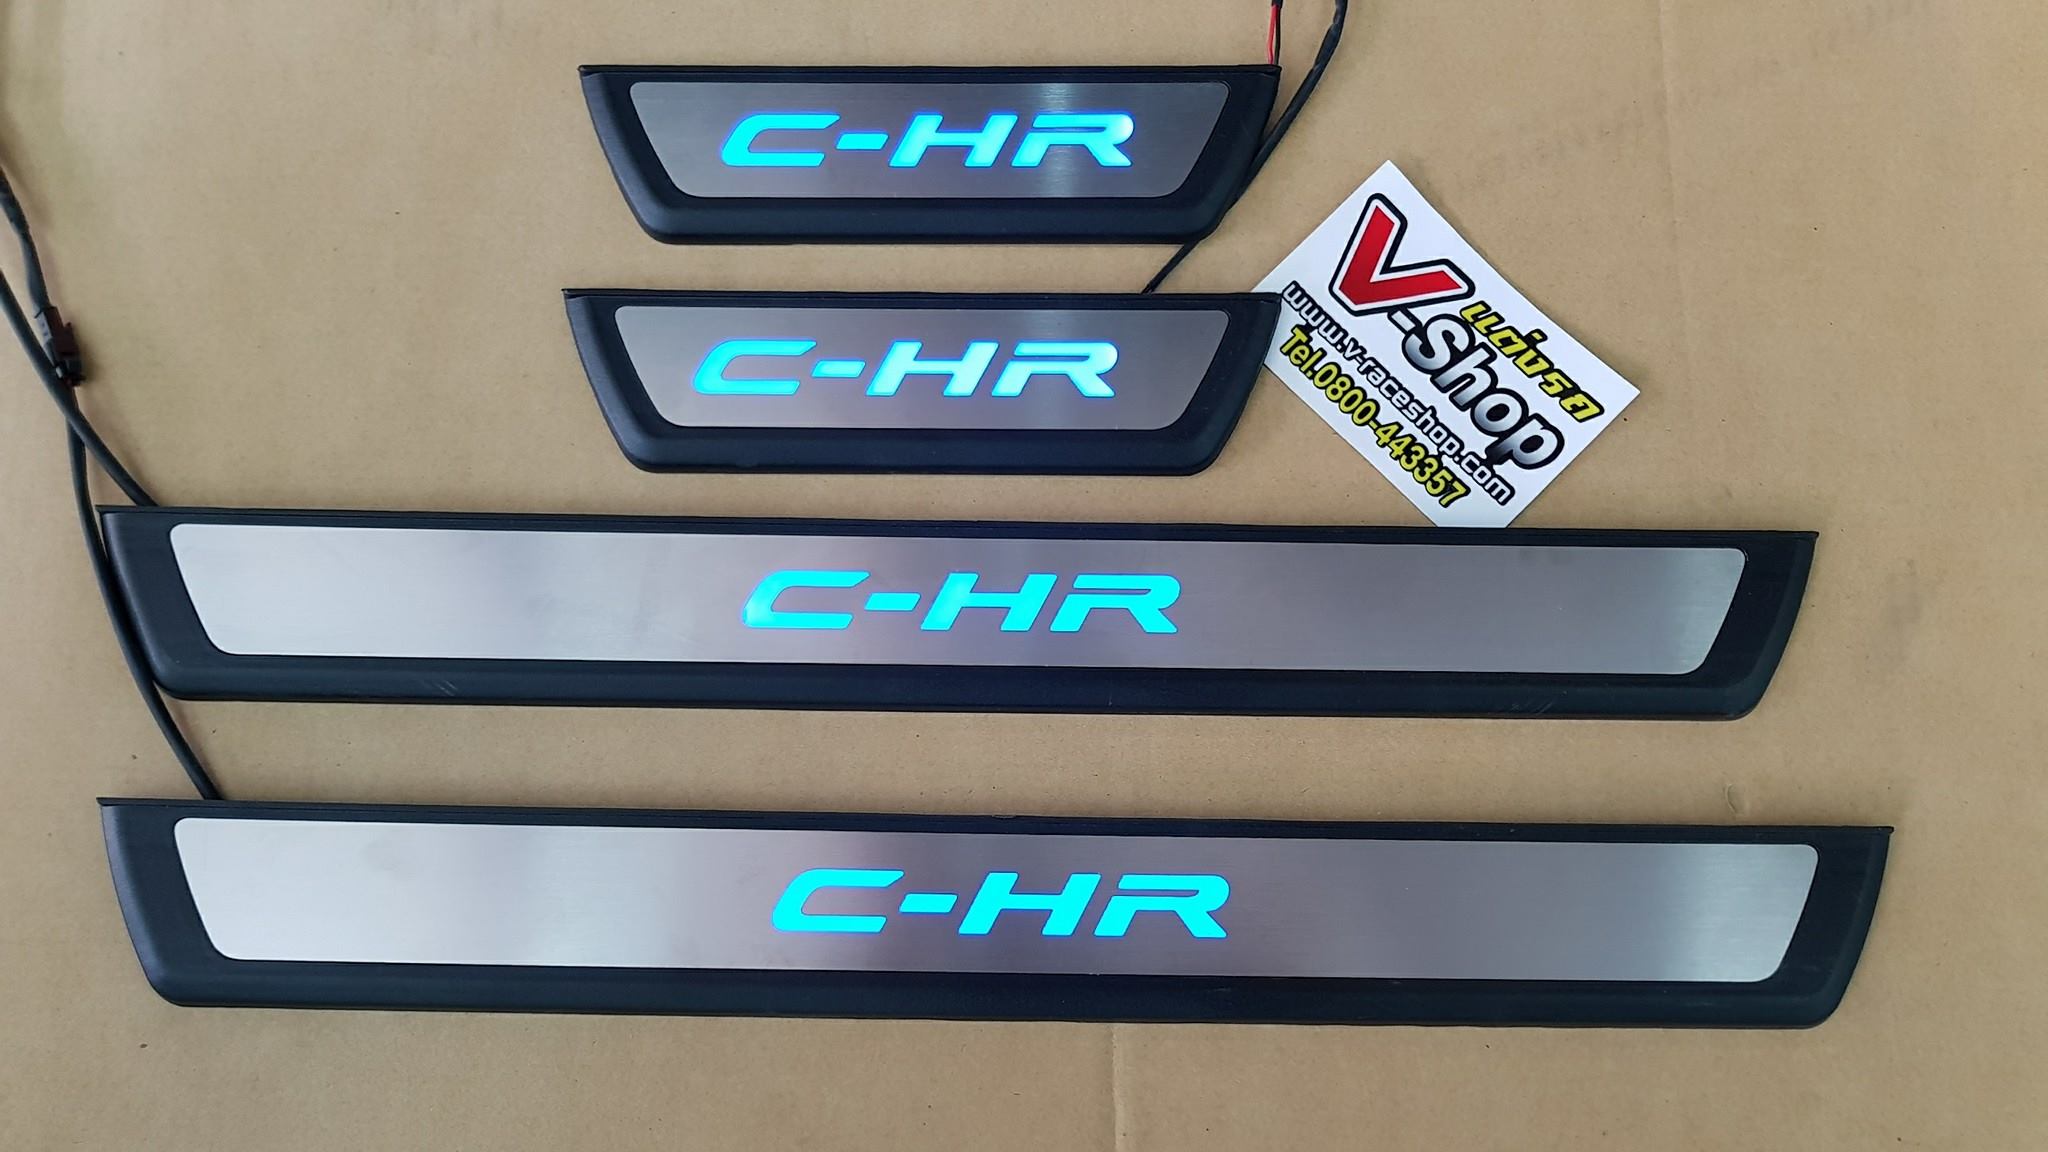 C-HR
C-HR
แต่งรถ
V-Shop
www.v-raceshop.com
Tel.0800-443357
C-HR
C-HR